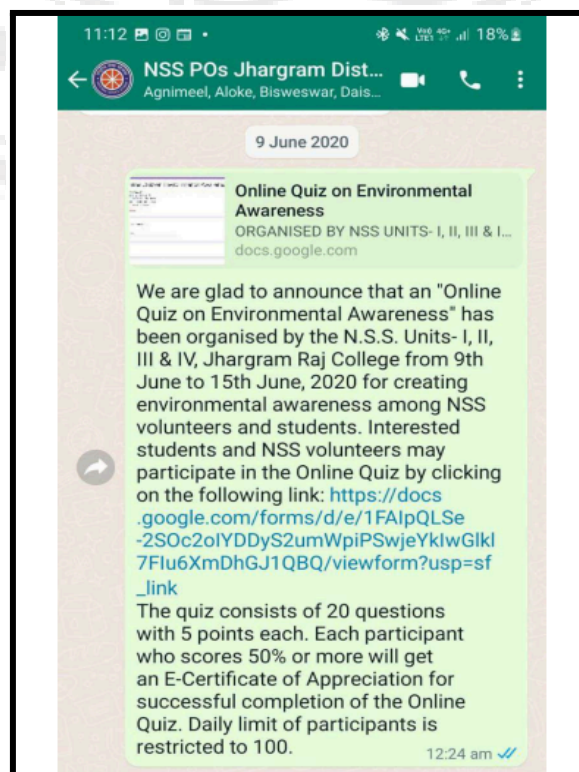 11:12
18%
NSS POs Jhargram Dist...
Agnimeel, Aloke, Bisweswar, Dais...
9 June 2020
Online Quiz on Environmental
Awareness
ORGANISED BY NSS UNITS- I, II, III & I...
docs.google.com
We are glad to announce that an "Online
Quiz on Environmental Awareness" has
been organised by the N.S.S. Units- I, II,
III & IV, Jhargram Raj College from 9th
June to 15th June, 2020 for creating
environmental awareness among NSS
volunteers and students. Interested
students and NSS volunteers may
participate in the Online Quiz by clicking
on the following link: https://docs
.google.com/forms/d/e/1FAIpQLSe
-2SOc2oIYDDyS2umWpiPSwjeYkIwGlkl
7FIu6XmDhGJ1QBQ/viewform?usp=sf
_link
The quiz consists of 20 questions
with 5 points each. Each participant
who scores 50% or more will get
an E-Certificate of Appreciation for
successful completion of the Online
Quiz. Daily limit of participants is
restricted to 100.
12:24 am